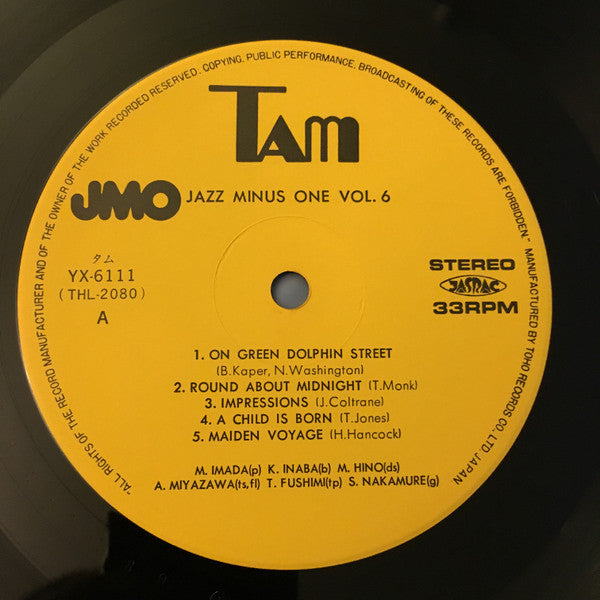 "ALL RIGHTS OF THE RECORD MANUFACTURER AND OF THE OWNER OF THE WORK RECORDED RESERVED. COPYING, PUBLIC PERFORMANCE, BROADCASTING OF THESE RECORDS ARE FORBIDDEN." MANUFACTURED BY TOHO RECORDS CO., LTD. JAPAN
TAM
JMO JAZZ MINUS ONE VOL. 6
タム
YX-6111
(THL-2080)
A
STEREO
JASRAC
33RPM
1. ON GREEN DOLPHIN STREET
(B.Kaper, N.Washington)
2. ROUND ABOUT MIDNIGHT (T.Monk)
3. IMPRESSIONS (J.Coltrane)
4. A CHILD IS BORN (T.Jones)
5. MAIDEN VOYAGE (H.Hancock)
M. IMADA(p) K. INABA(b) M. HINO(ds)
A. MIYAZAWA(ts,fl) T. FUSHIMI(tp) S. NAKAMURE(g)